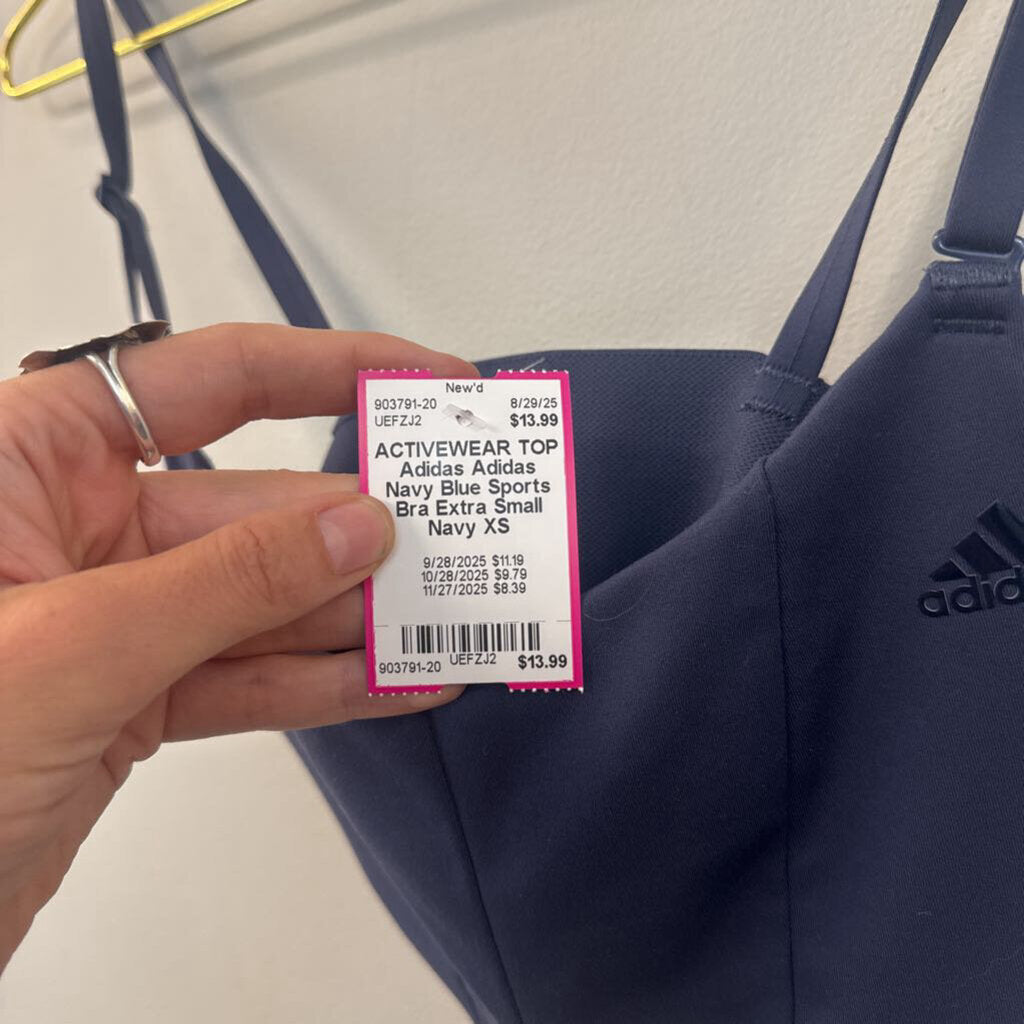 New'd
903791-20 8/29/25
UEFZJ2 $13.99
ACTIVEWEAR TOP
Adidas Adidas
Navy Blue Sports
Bra Extra Small
Navy XS
9/28/2025 $11.19
10/28/2025 $9.79
11/27/2025 $8.39
903791-20 UEFZJ2 $13.99
adid